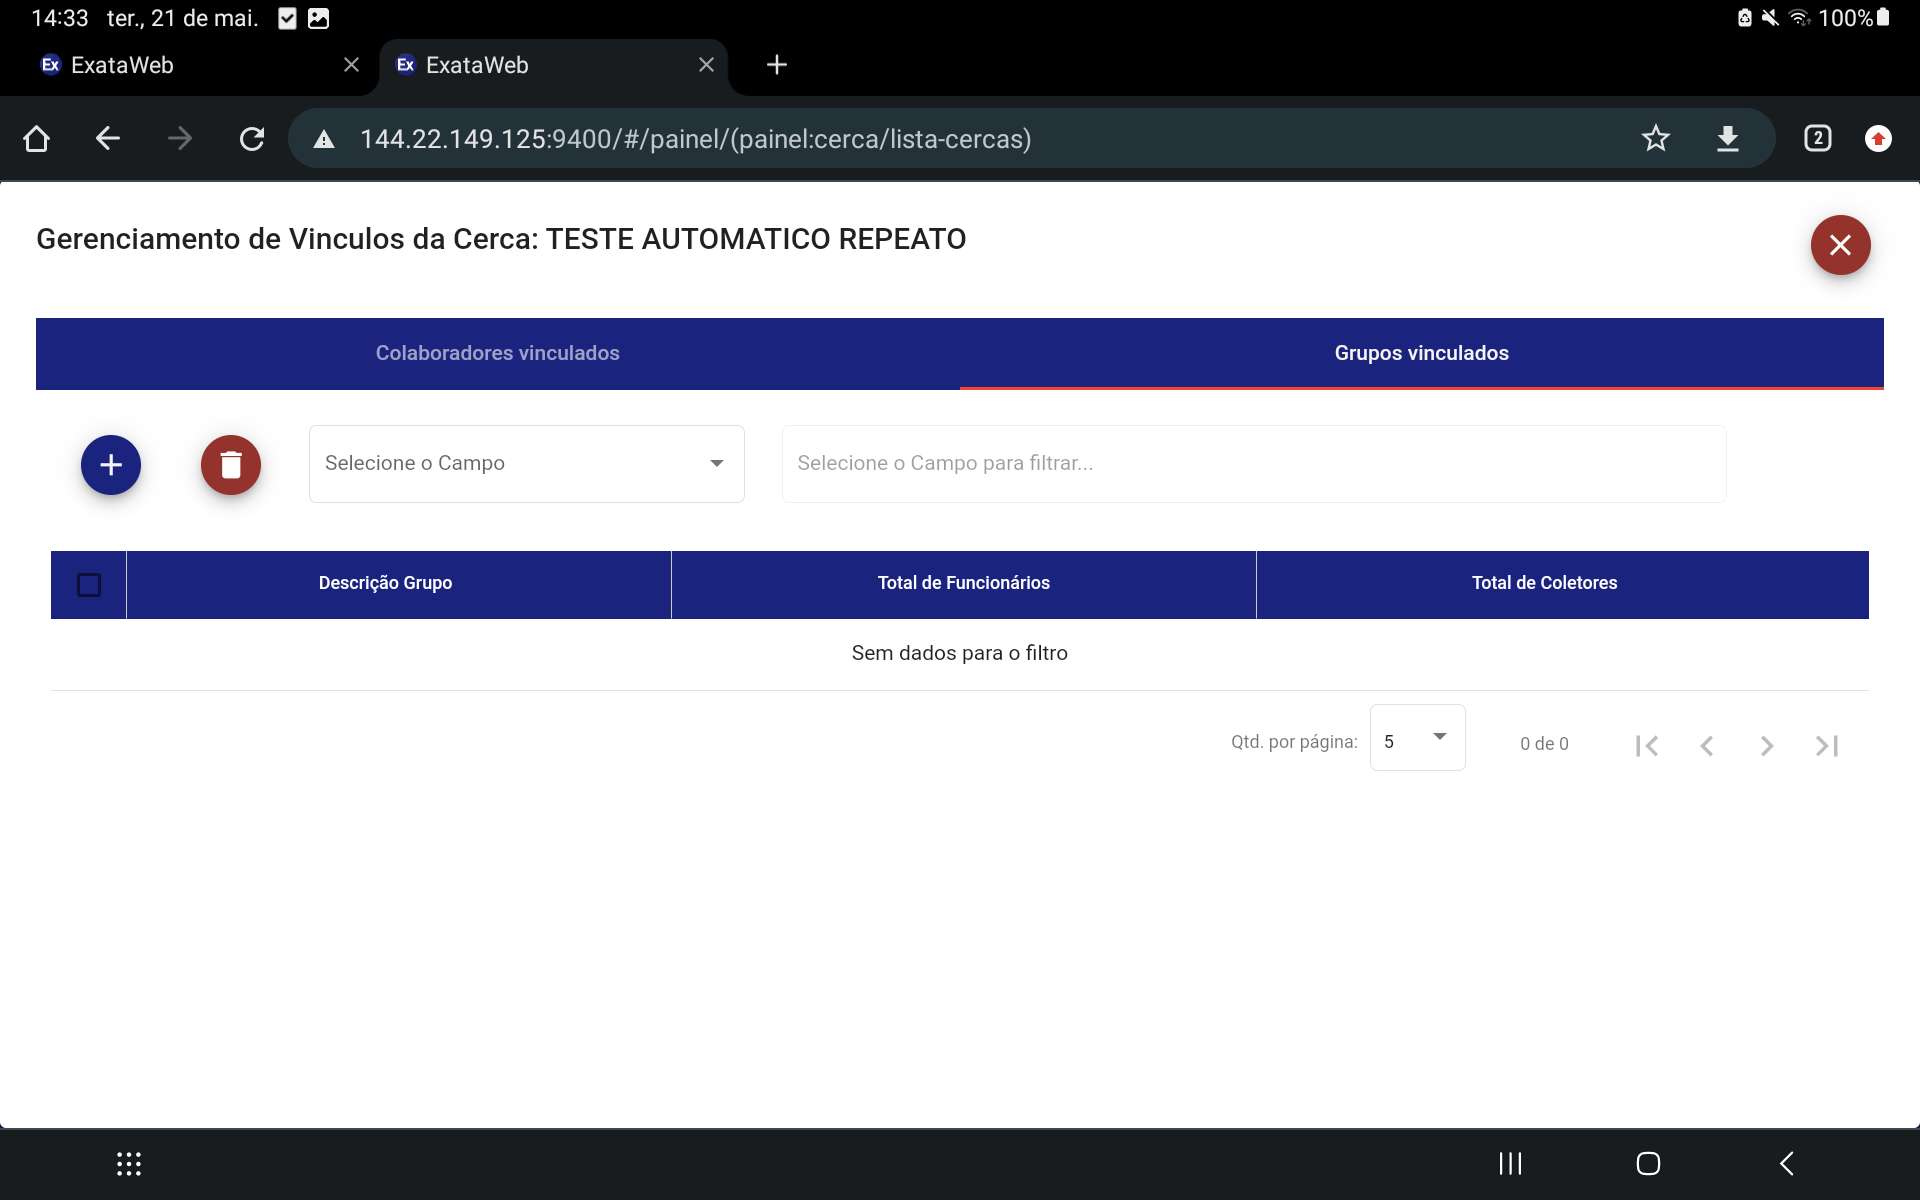 14:33 ter., 21 de mai. 100%
Ex ExataWeb Ex ExataWeb
144.22.149.125:9400/#/painel/(painel:cerca/lista-cercas) 2
Gerenciamento de Vinculos da Cerca: TESTE AUTOMATICO REPEATO
Colaboradores vinculados Grupos vinculados
Selecione o Campo Selecione o Campo para filtrar...
Descrição Grupo Total de Funcionários Total de Coletores
Sem dados para o filtro
Qtd. por página: 5 0 de 0